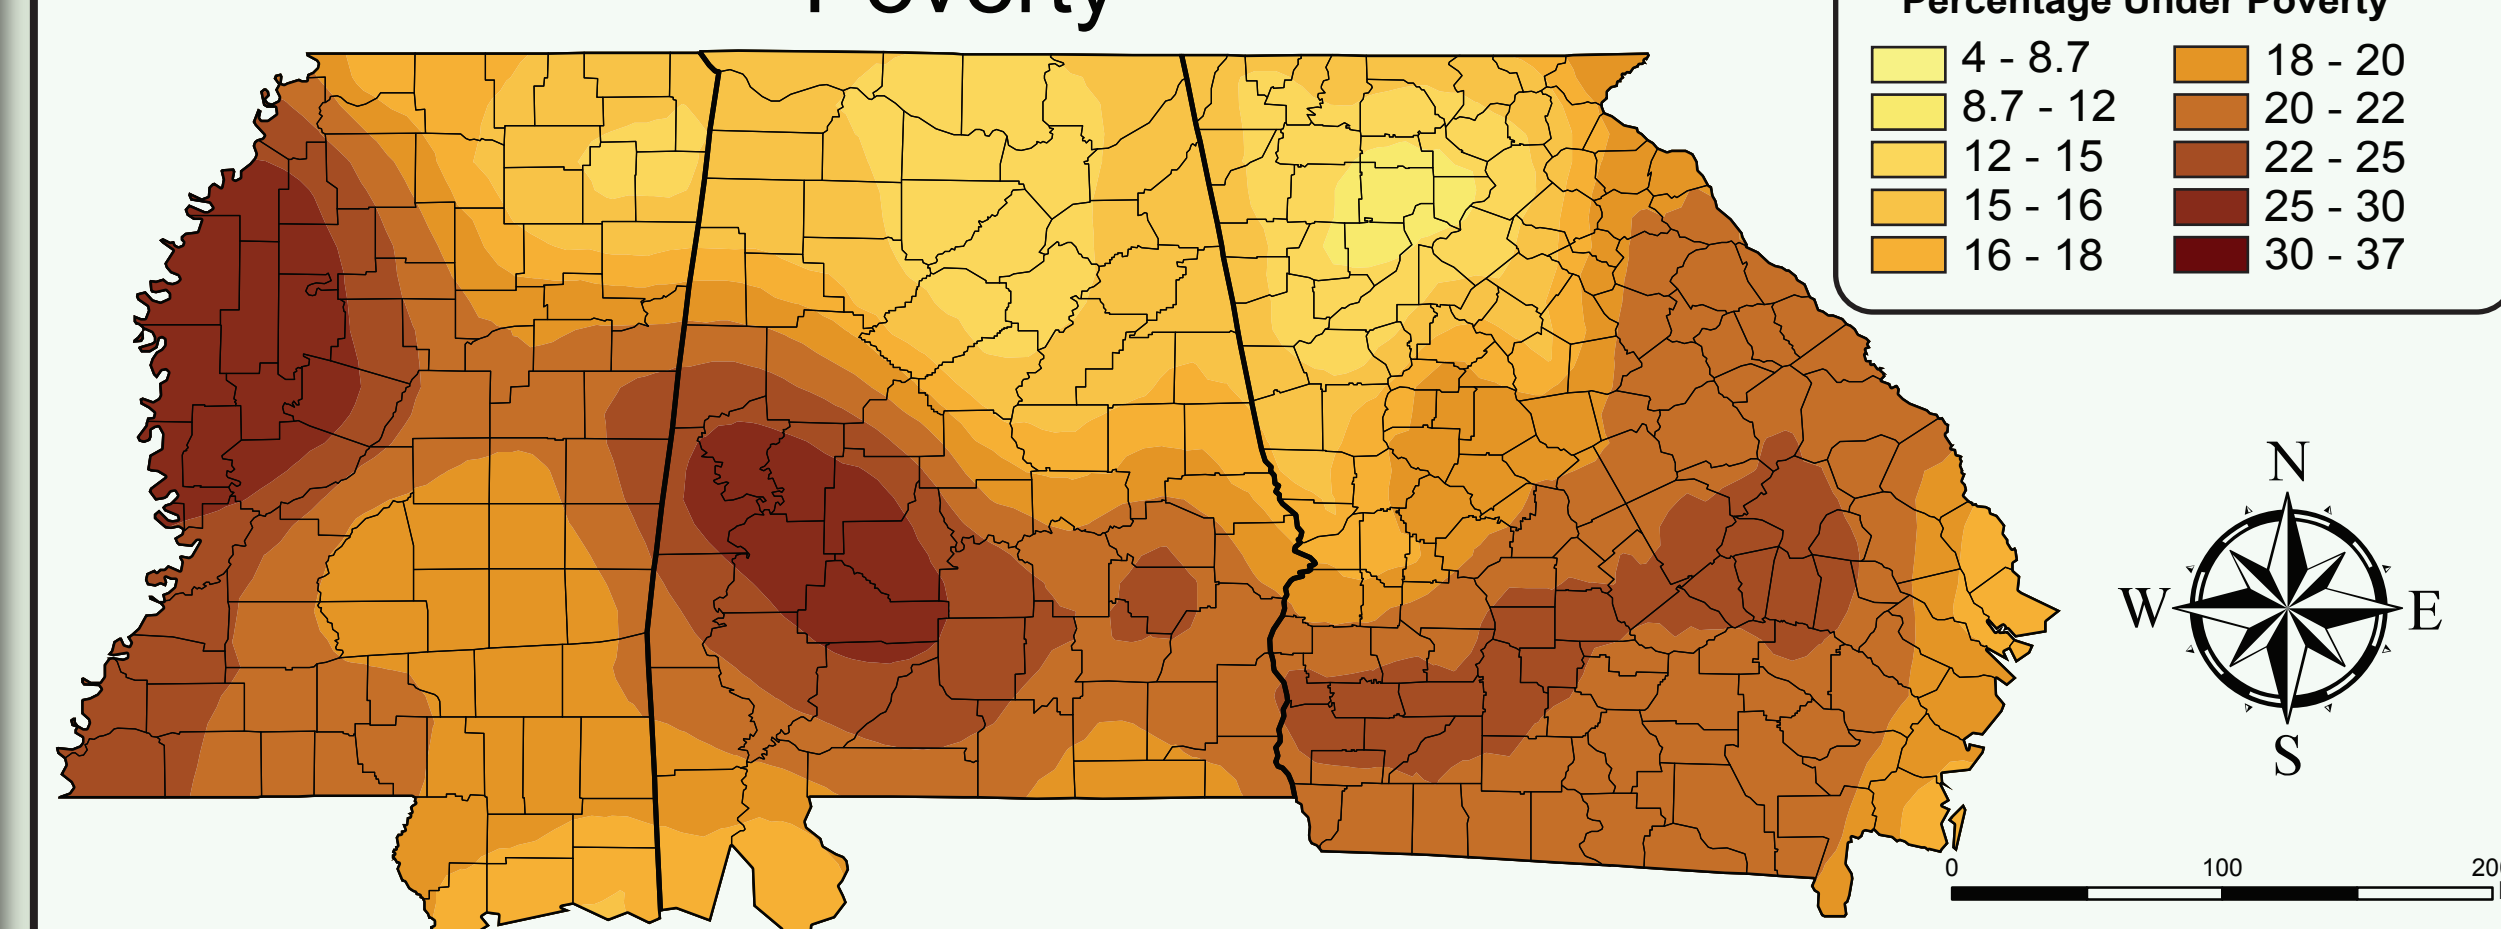 Poverty
Percentage Under Poverty
4 - 8.7
8.7 - 12
12 - 15
15 - 16
16 - 18
18 - 20
20 - 22
22 - 25
25 - 30
30 - 37
N
W
E
S
0
100